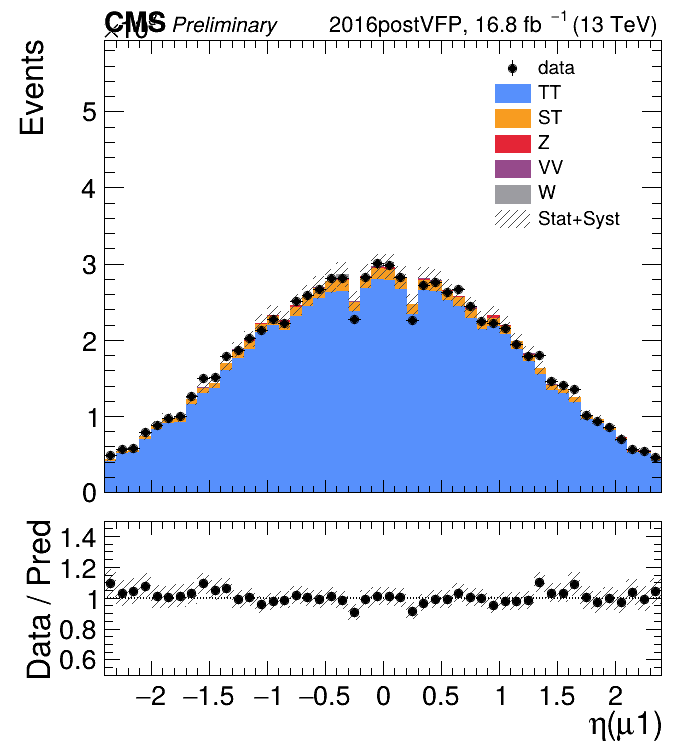 CMS Preliminary 2016postVFP, 16.8 fb −1 (13 TeV)
Events
data
TT
ST
Z
VV
W
Stat+Syst
5
4
3
2
1
0
Data / Pred
1.4
1.2
1
0.8
0.6
−2 −1.5 −1 −0.5 0 0.5 1 1.5 2
η(μ1)